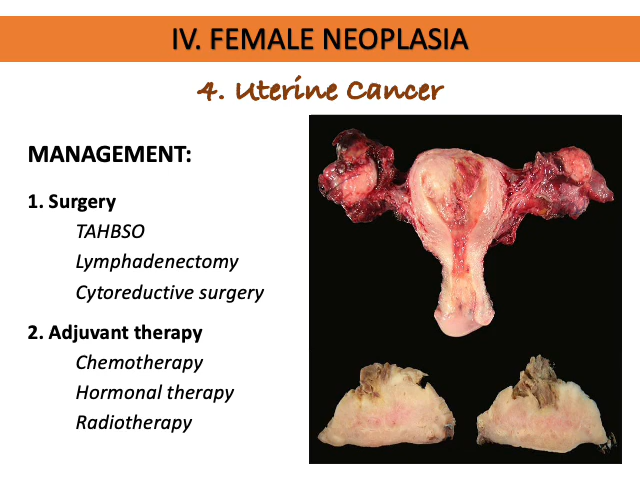 IV. FEMALE NEOPLASIA
4. Uterine Cancer
MANAGEMENT:
1. Surgery
TAHBSO
Lymphadenectomy
Cytoreductive surgery
2. Adjuvant therapy
Chemotherapy
Hormonal therapy
Radiotherapy